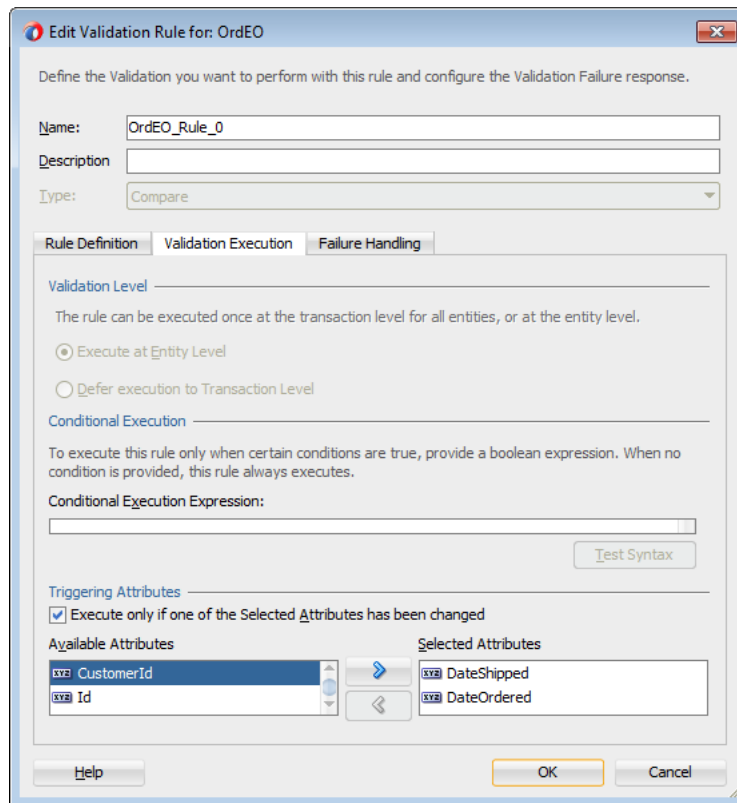 Edit Validation Rule for: OrdEO
Define the Validation you want to perform with this rule and configure the Validation Failure response.
Name: OrdEO_Rule_0
Description
Type: Compare
Rule Definition Validation Execution Failure Handling
Validation Level
The rule can be executed once at the transaction level for all entities, or at the entity level.
Execute at Entity Level
Defer execution to Transaction Level
Conditional Execution
To execute this rule only when certain conditions are true, provide a boolean expression. When no
condition is provided, this rule always executes.
Conditional Execution Expression:
Test Syntax
Triggering Attributes
Execute only if one of the Selected Attributes has been changed
Available Attributes Selected Attributes
XYZ CustomerId XYZ DateShipped
XYZ Id XYZ DateOrdered
Help OK Cancel